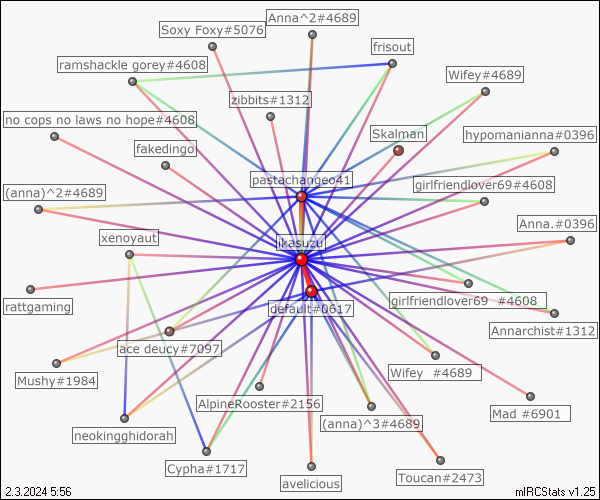 Anna^2#4689
Soxy Foxy#5076
frisout
ramshackle gorey#4608
Wifey#4689
zibbits#1312
no cops no laws no hope#4608
Skalman
hypomanianna#0396
fakedingo
pastachangeo41
girlfriendlover69#4608
(anna)^2#4689
Anna.#0396
xenoyaut
ikasuzu
rattgaming
girlfriendlover69 #4608
default#0617
Annarchist#1312
ace deucy#7097
Wifey #4689
Mushy#1984
AlpineRooster#2156
Mad #6901
(anna)^3#4689
neokingghidorah
Cypha#1717
Toucan#2473
avelicious
2.3.2024 5:56
mIRCStats v1.25